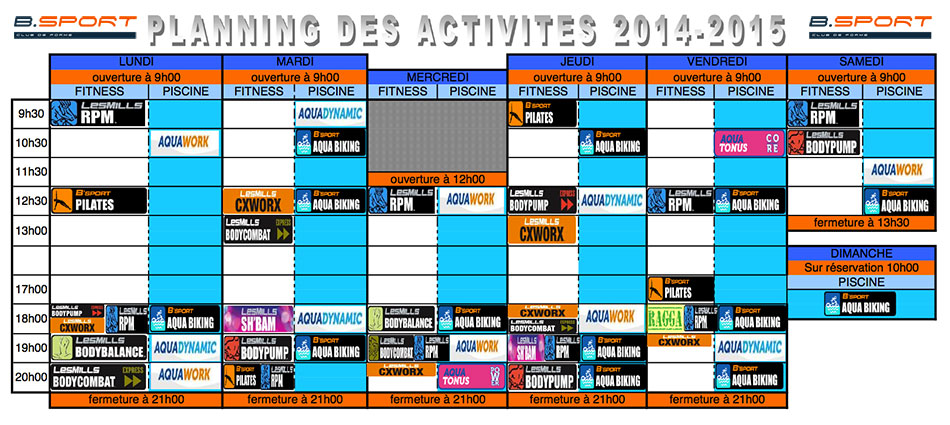 B.SPORT
CLUB DE FORME
PLANNING DES ACTIVITES 2014-2015
B.SPORT
CLUB DE FORME
LUNDI MARDI MERCREDI JEUDI VENDREDI SAMEDI
ouverture à 9h00 ouverture à 9h00 ouverture à 9h00 ouverture à 9h00 ouverture à 9h00
FITNESS PISCINE FITNESS PISCINE FITNESS PISCINE FITNESS PISCINE FITNESS PISCINE FITNESS PISCINE
9h30 LESMILLS RPM AQUADYNAMIC B'SPORT PILATES LESMILLS RPM
10h30 AQUAWORK B'SPORT AQUA BIKING B'SPORT AQUA BIKING AQUA TONUS CORE LESMILLS BODYPUMP
11h30 AQUAWORK
ouverture à 12h00
12h30 B'SPORT PILATES LESMILLS CXWORX B'SPORT AQUA BIKING LESMILLS RPM AQUAWORK LESMILLS BODYPUMP EXPRESS AQUADYNAMIC LESMILLS RPM B'SPORT AQUA BIKING B'SPORT AQUA BIKING
13h00 LESMILLS BODYCOMBAT EXPRESS LESMILLS CXWORX
fermeture à 13h30
DIMANCHE
Sur réservation 10h00
PISCINE
B'SPORT AQUA BIKING
17h00 B'SPORT PILATES
18h00 LESMILLS BODYPUMP EXPRESS CXWORX LESMILLS RPM B'SPORT AQUA BIKING LESMILLS SH'BAM AQUADYNAMIC LESMILLS BODYBALANCE B'SPORT AQUA BIKING LESMILLS CXWORX LESMILLS BODYCOMBAT AQUAWORK RAGGA LESMILLS RPM B'SPORT AQUA BIKING
19h00 LESMILLS BODYBALANCE AQUADYNAMIC LESMILLS BODYPUMP B'SPORT AQUA BIKING LESMILLS BODYCOMBAT LESMILLS RPM AQUAWORK LESMILLS SH'BAM LESMILLS RPM B'SPORT AQUA BIKING LESMILLS CXWORX AQUADYNAMIC
20h00 LESMILLS BODYCOMBAT EXPRESS AQUAWORK B'SPORT PILATES LESMILLS RPM B'SPORT AQUA BIKING LESMILLS CXWORX AQUA TONUS POWER LESMILLS BODYPUMP B'SPORT AQUA BIKING LESMILLS RPM B'SPORT AQUA BIKING
fermeture à 21h00 fermeture à 21h00 fermeture à 21h00 fermeture à 21h00 fermeture à 21h00